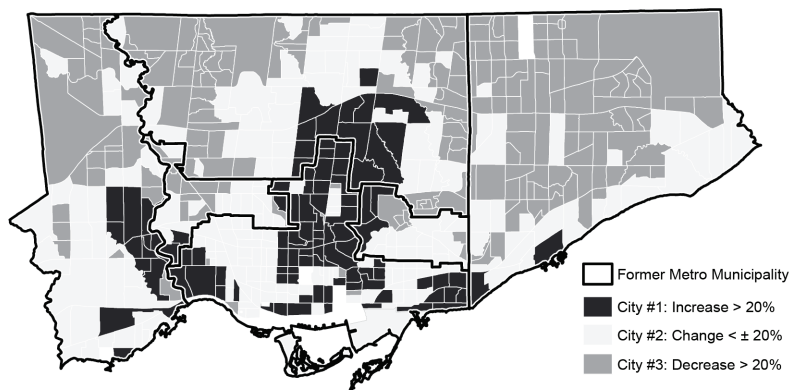 Former Metro Municipality
City #1: Increase > 20%
City #2: Change < ± 20%
City #3: Decrease > 20%